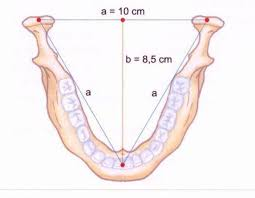 a = 10 cm
b = 8,5 cm
a
a